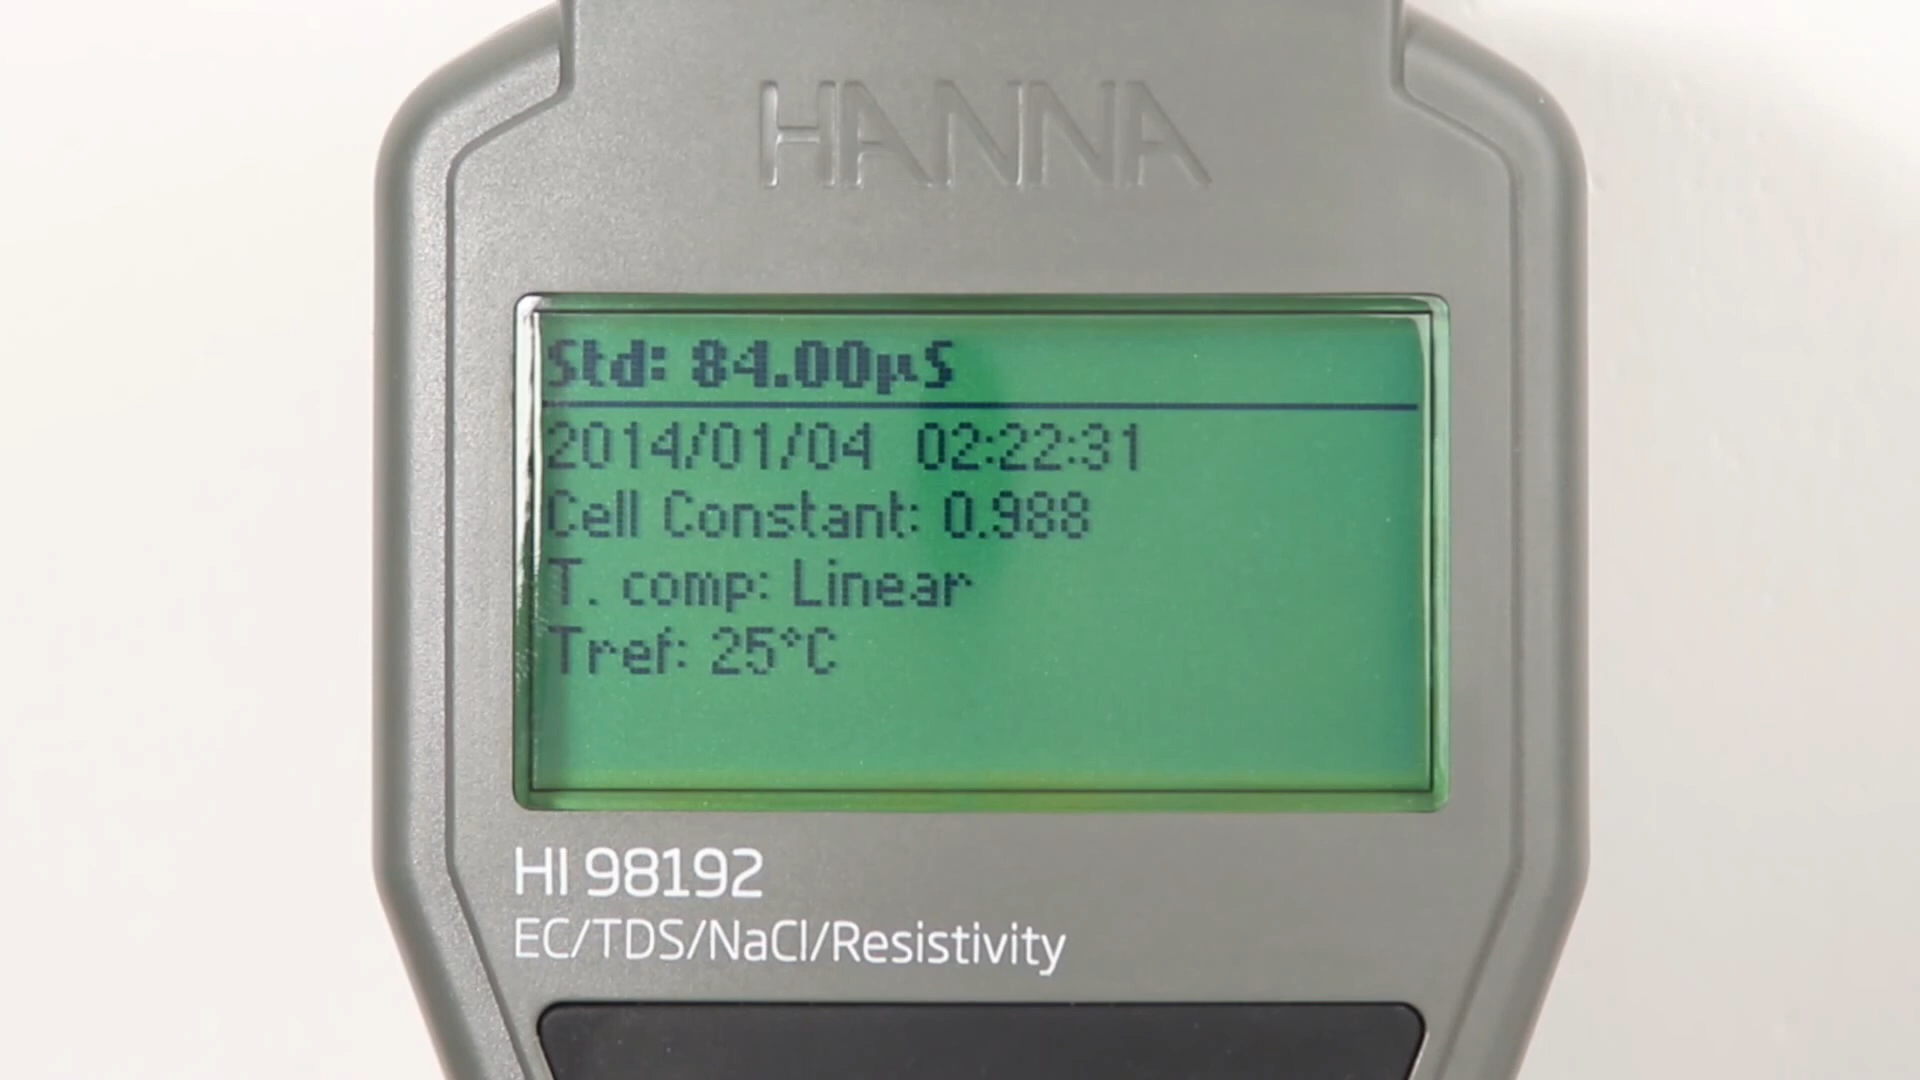 HANNA
Std: 84.00µS
2014/01/04 02:22:31
Cell Constant: 0.988
T. comp: Linear
Tref: 25°C
HI 98192
EC/TDS/NaCl/Resistivity